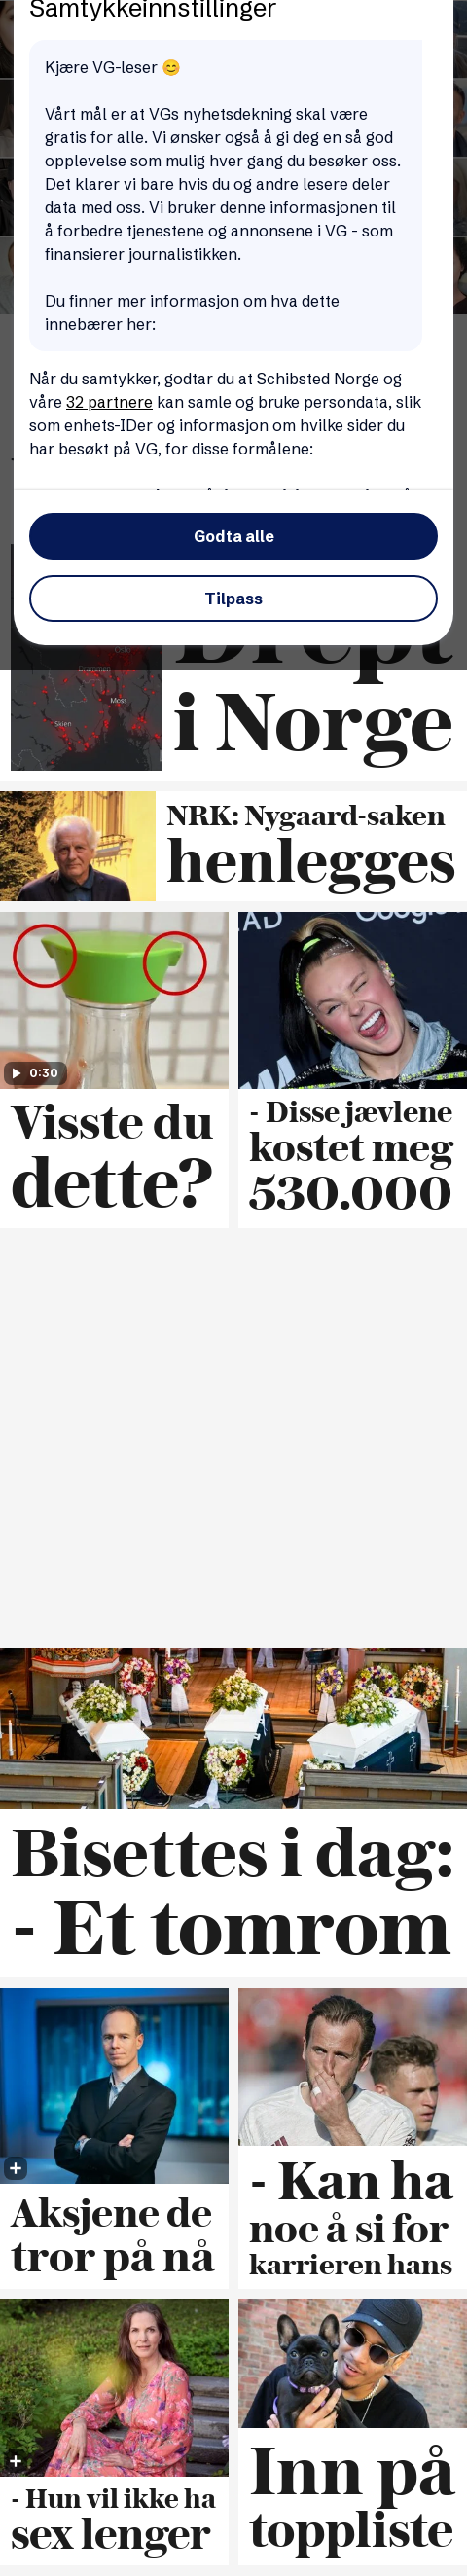 Samtykkeinnstillinger
Kjære VG-leser 😊
Vårt mål er at VGs nyhetsdekning skal være
gratis for alle. Vi ønsker også å gi deg en så god
opplevelse som mulig hver gang du besøker oss.
Det klarer vi bare hvis du og andre lesere deler
data med oss. Vi bruker denne informasjonen til
å forbedre tjenestene og annonsene i VG - som
finansierer journalistikken.
Du finner mer informasjon om hva dette
innebærer her:
Når du samtykker, godtar du at Schibsted Norge og
våre 32 partnere kan samle og bruke persondata, slik
som enhets-IDer og informasjon om hvilke sider du
har besøkt på VG, for disse formålene:
Godta alle
Tilpass
Oslo
Drammen
Moss
Skien
Drept
i Norge
NRK: Nygaard-saken
henlegges
0:30
Visste du
dette?
Google
- Disse jævlene
kostet meg
530.000
Bisettes i dag:
- Et tomrom
Aksjene de
tror på nå
- Kan ha
noe å si for
karrieren hans
- Hun vil ikke ha
sex lenger
Inn på
toppliste